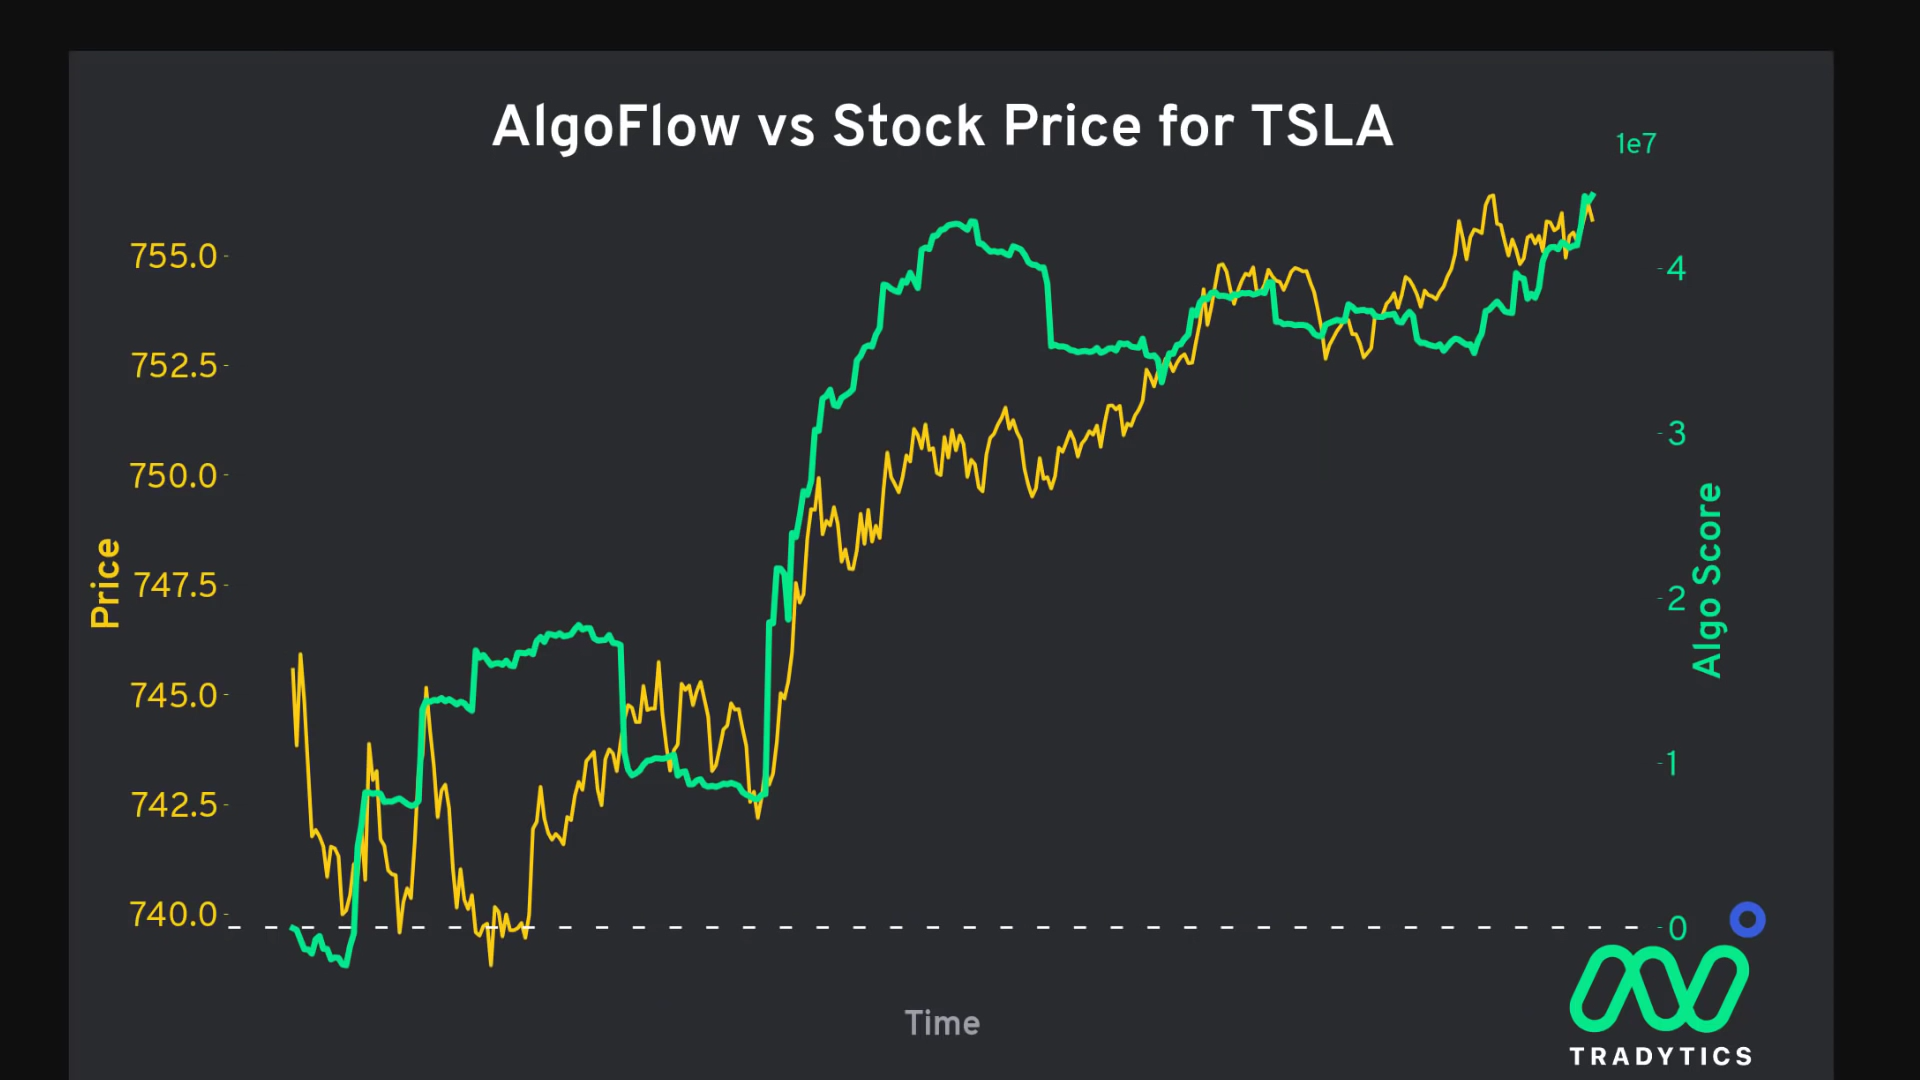 AlgoFlow vs Stock Price for TSLA
1e7
755.0
752.5
750.0
747.5
745.0
742.5
740.0
Price
4
3
2
1
0
Algo Score
Time
TRADYTICS